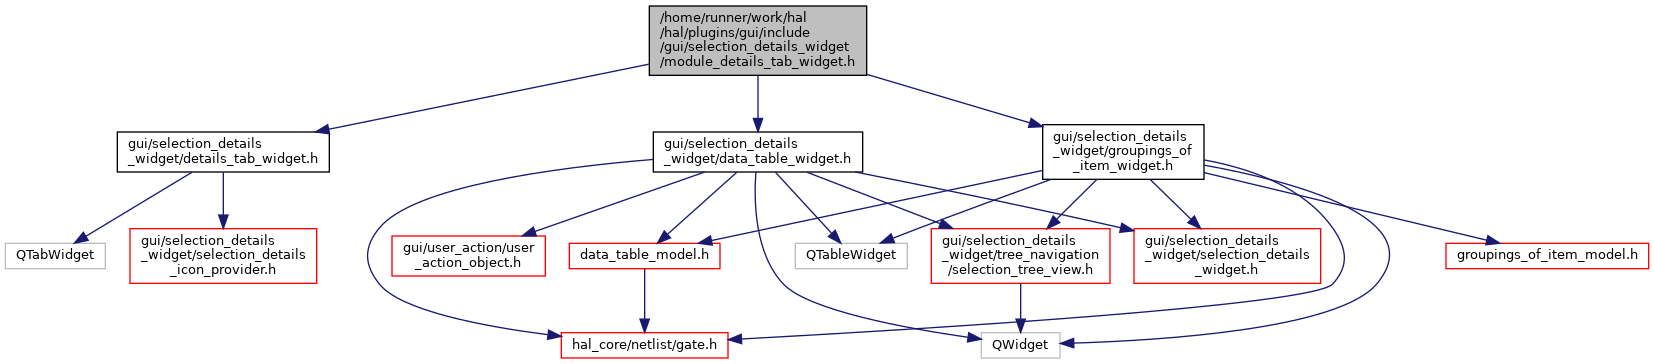 /home/runner/work/hal
/hal/plugins/gui/include
/gui/selection_details_widget
/module_details_tab_widget.h
gui/selection_details
_widget/details_tab_widget.h
gui/selection_details
_widget/data_table_widget.h
gui/selection_details
_widget/groupings_of
_item_widget.h
QTabWidget
gui/selection_details
_widget/selection_details
_icon_provider.h
gui/user_action/user
_action_object.h
data_table_model.h
QTableWidget
gui/selection_details
_widget/tree_navigation
/selection_tree_view.h
gui/selection_details
_widget/selection_details
_widget.h
groupings_of_item_model.h
hal_core/netlist/gate.h
QWidget